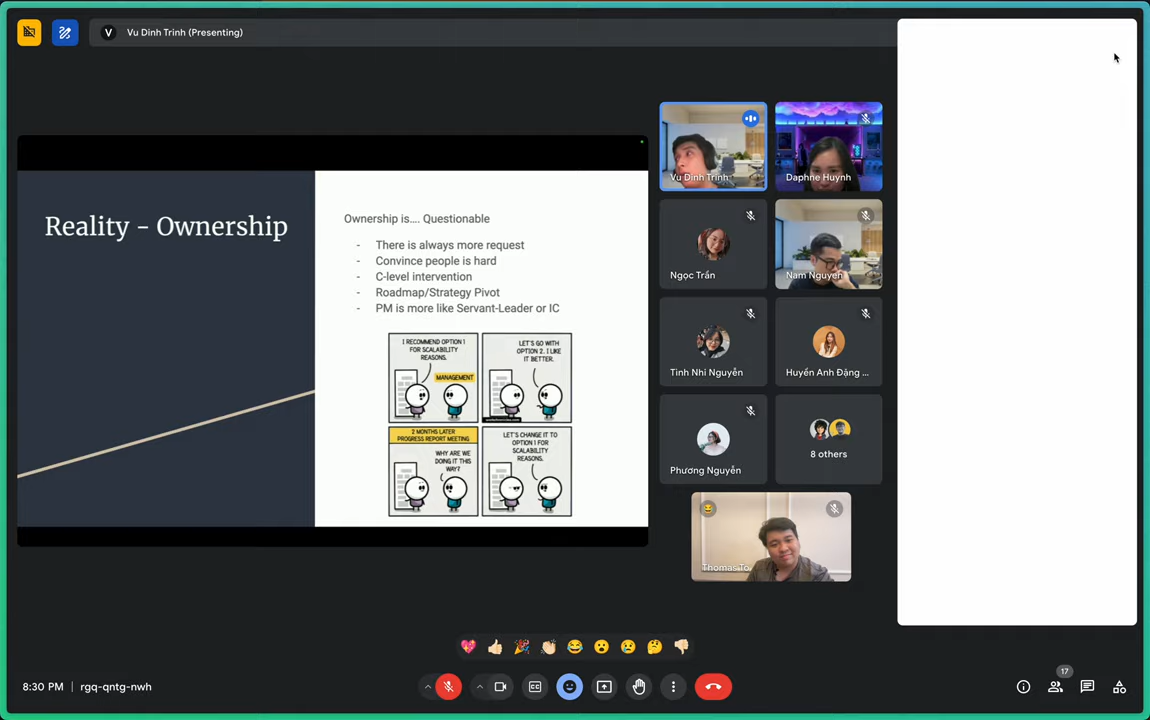 V
Vu Dinh Trinh (Presenting)
Reality - Ownership
Ownership is.... Questionable
- There is always more request
- Convince people is hard
- C-level intervention
- Roadmap/Strategy Pivot
- PM is more like Servant-Leader or IC
I RECOMMEND OPTION 1
FOR SCALABILITY
REASONS.
MANAGEMENT
LET'S GO WITH
OPTION 2. I LIKE
IT BETTER.
2 MONTHS LATER
PROGRESS REPORT MEETING
WHY ARE WE
DOING IT THIS
WAY?
LET'S CHANGE IT TO
OPTION 1 FOR
SCALABILITY
REASONS.
Vu Dinh Trinh
Daphne Huynh
Ngọc Trần
Nam Nguyen
Tinh Nhi Nguyễn
Huyền Anh Đặng ...
Phương Nguyễn
8 others
Thomas Tô
8:30 PM | rgq-qntg-nwh
CC
17